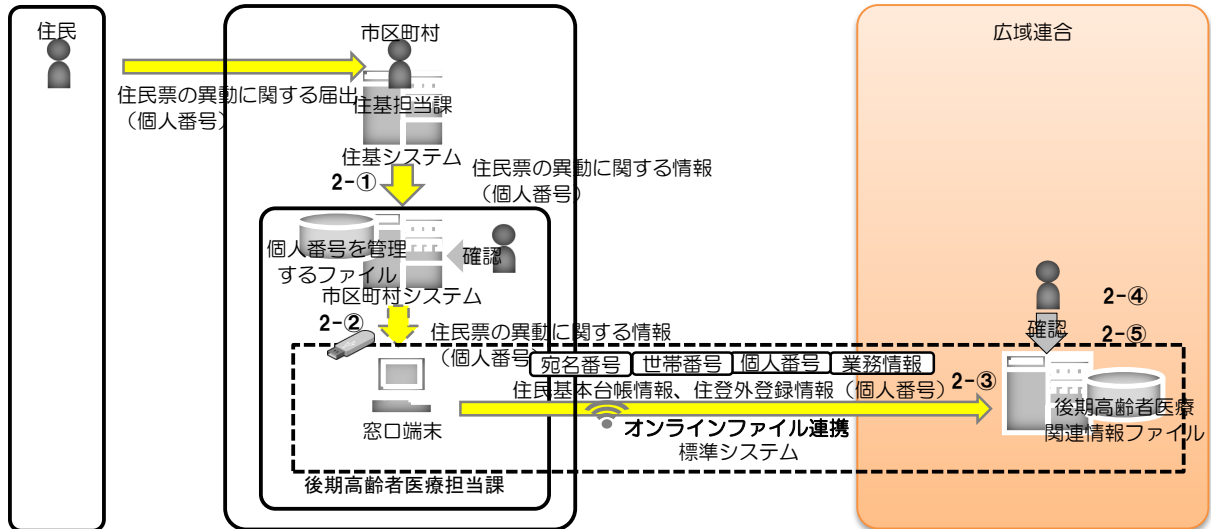 住民
市区町村
広域連合
住民票の異動に関する届出
（個人番号）
住基担当課
住基システム
2-①
住民票の異動に関する情報
（個人番号）
個人番号を管理
するファイル
確認
市区町村システム
2-②
住民票の異動に関する情報
（個人番号）
2-④
確認
2-⑤
宛名番号 世帯番号 個人番号 業務情報
住民基本台帳情報、住登外登録情報（個人番号）
2-③
窓口端末
オンラインファイル連携
標準システム
後期高齢者医療
関連情報ファイル
後期高齢者医療担当課